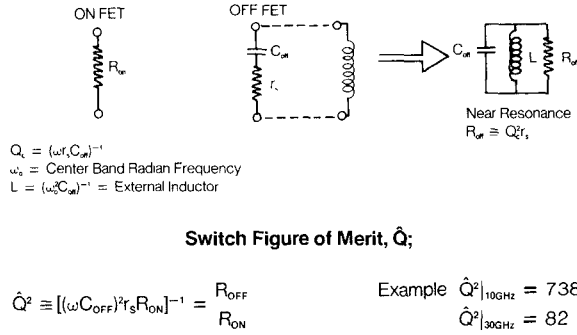 ON FET
OFF FET
R_on
C_off
r_s
C_off
L
R_off
Near Resonance
R_off ≅ Q_c²r_s
Q_c = (ωr_sC_off)⁻¹
ω_o = Center Band Radian Frequency
L = (ω_o²C_off)⁻¹ = External Inductor
Switch Figure of Merit, Q̂;
Q̂² ≅ [(ωC_OFF)²r_sR_ON]⁻¹ = R_OFF / R_ON
Example Q̂²|10GHz = 738
Q̂²|30GHz = 82